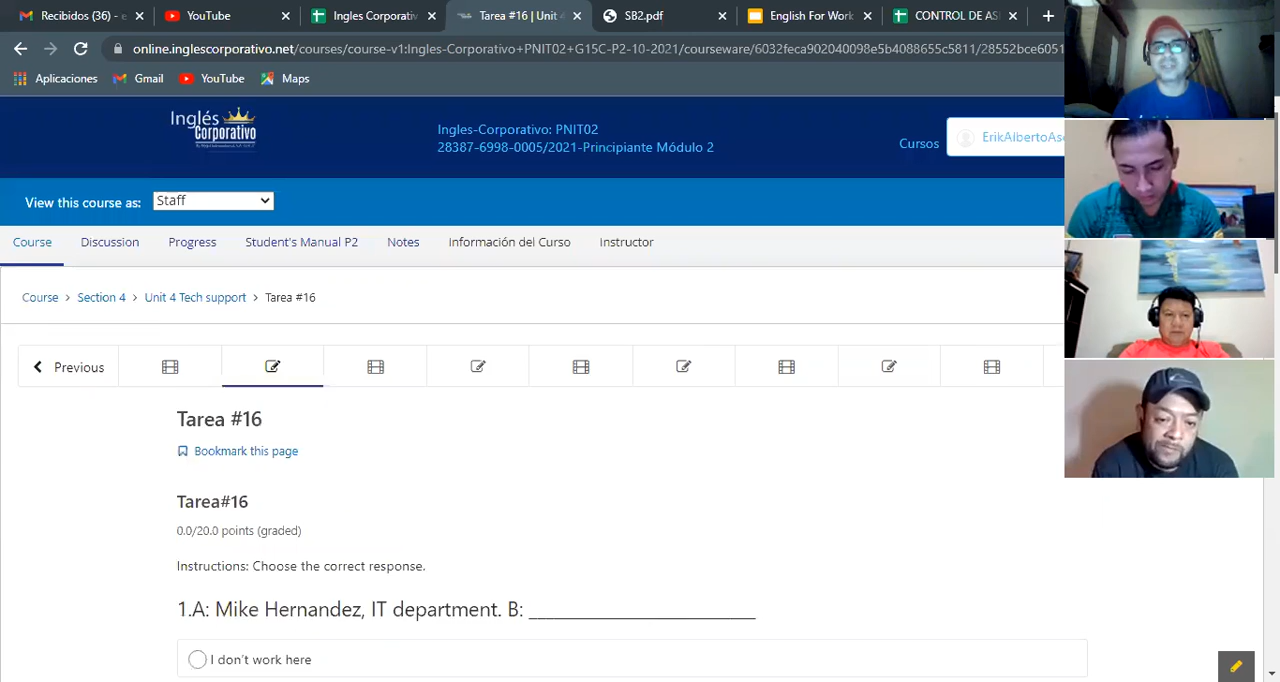 Recibidos (36) - e
YouTube
Ingles Corporativ
Tarea #16 | Unit 4
SB2.pdf
English For Work
CONTROL DE AS
online.inglescorporativo.net/courses/course-v1:Ingles-Corporativo+PNIT02+G15C-P2-10-2021/courseware/6032feca902040098e5b4088655c5811/28552bce6051
Aplicaciones
Gmail
YouTube
Maps
Inglés
Corporativo
Ingles-Corporativo: PNIT02
28387-6998-0005/2021-Principiante Módulo 2
Cursos
ErikAlbertoAs
View this course as:
Staff
Course
Discussion
Progress
Student's Manual P2
Notes
Información del Curso
Instructor
Course > Section 4 > Unit 4 Tech support > Tarea #16
Previous
Tarea #16
Bookmark this page
Tarea#16
0.0/20.0 points (graded)
Instructions: Choose the correct response.
1.A: Mike Hernandez, IT department. B: ______________________
I don't work here